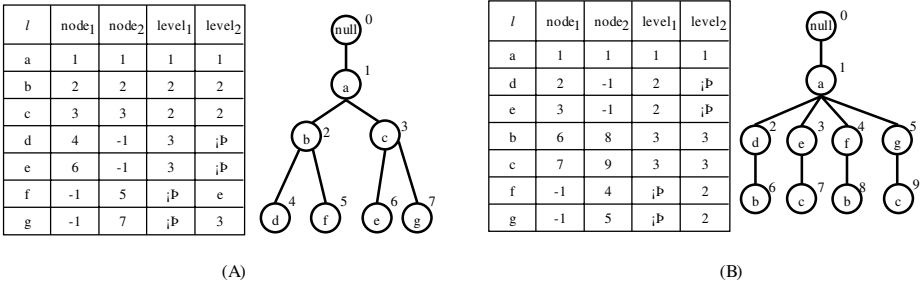 l node₁ node₂ level₁ level₂
a 1 1 1 1
b 2 2 2 2
c 3 3 2 2
d 4 -1 3 ¡Þ
e 6 -1 3 ¡Þ
f -1 5 ¡Þ e
g -1 7 ¡Þ 3
null 0
a 1
b 2 c 3
d 4 f 5 e 6 g 7
(A)
l node₁ node₂ level₁ level₂
a 1 1 1 1
d 2 -1 2 ¡Þ
e 3 -1 2 ¡Þ
b 6 8 3 3
c 7 9 3 3
f -1 4 ¡Þ 2
g -1 5 ¡Þ 2
null 0
a 1
d 2 e 3 f 4 g 5
b 6 c 7 b 8 c 9
(B)